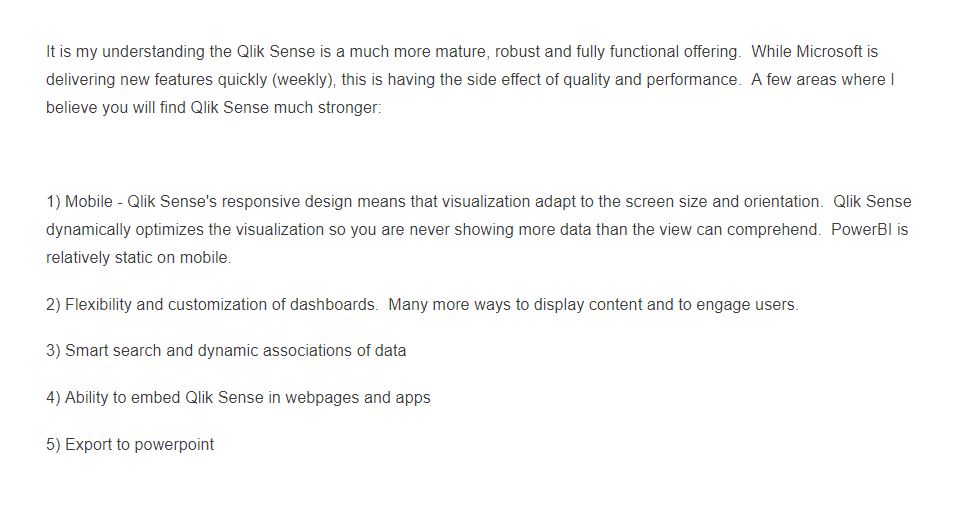 It is my understanding the Qlik Sense is a much more mature, robust and fully functional offering.  While Microsoft is
delivering new features quickly (weekly), this is having the side effect of quality and performance.  A few areas where I
believe you will find Qlik Sense much stronger:
1) Mobile - Qlik Sense's responsive design means that visualization adapt to the screen size and orientation.  Qlik Sense
dynamically optimizes the visualization so you are never showing more data than the view can comprehend.  PowerBI is
relatively static on mobile.
2) Flexibility and customization of dashboards.  Many more ways to display content and to engage users.
3) Smart search and dynamic associations of data
4) Ability to embed Qlik Sense in webpages and apps
5) Export to powerpoint